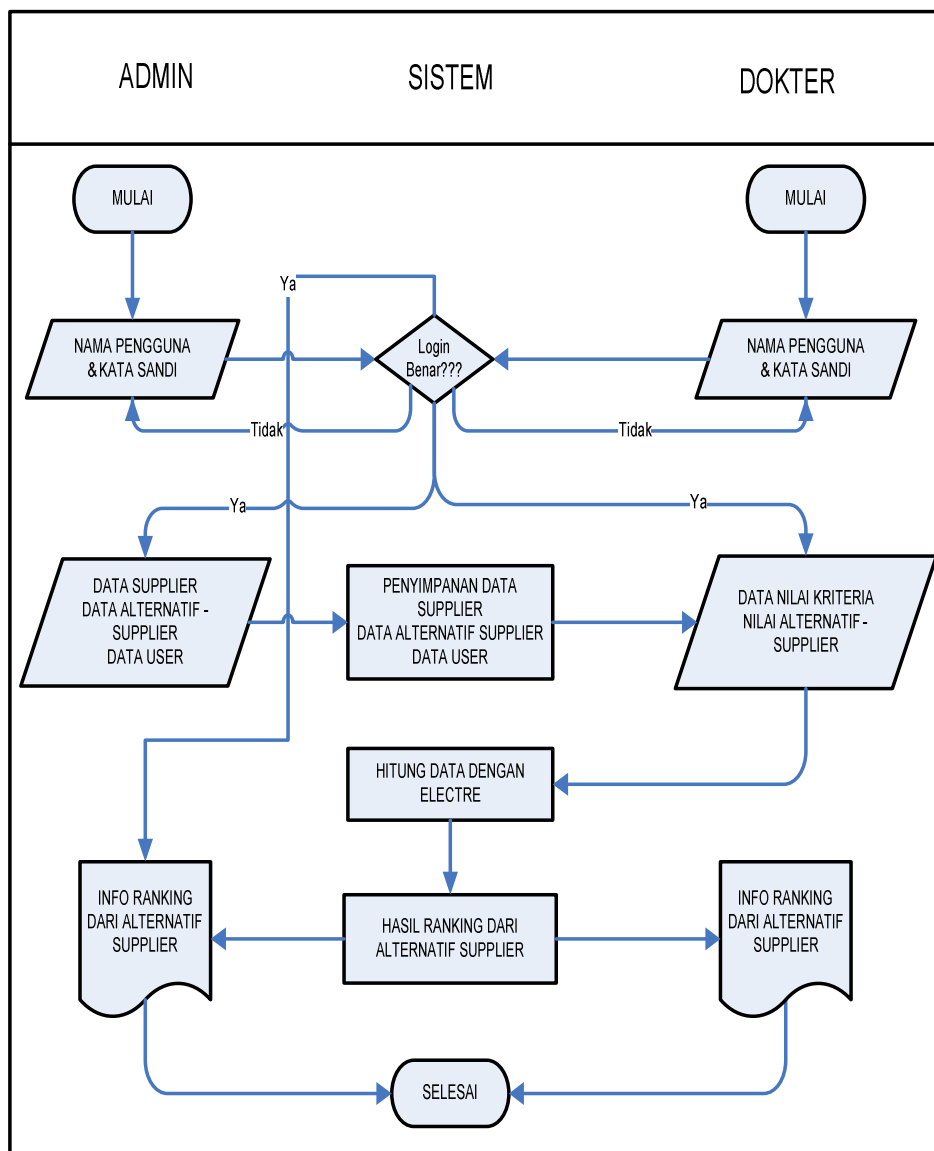 ADMIN
SISTEM
DOKTER
MULAI
MULAI
Ya
NAMA PENGGUNA
& KATA SANDI
Login
Benar???
NAMA PENGGUNA
& KATA SANDI
Tidak
Tidak
Ya
Ya
DATA SUPPLIER
DATA ALTERNATIF -
SUPPLIER
DATA USER
PENYIMPANAN DATA
SUPPLIER
DATA ALTERNATIF SUPPLIER
DATA USER
DATA NILAI KRITERIA
NILAI ALTERNATIF -
SUPPLIER
HITUNG DATA DENGAN
ELECTRE
INFO RANKING
DARI ALTERNATIF
SUPPLIER
HASIL RANKING DARI
ALTERNATIF SUPPLIER
INFO RANKING
DARI ALTERNATIF
SUPPLIER
SELESAI